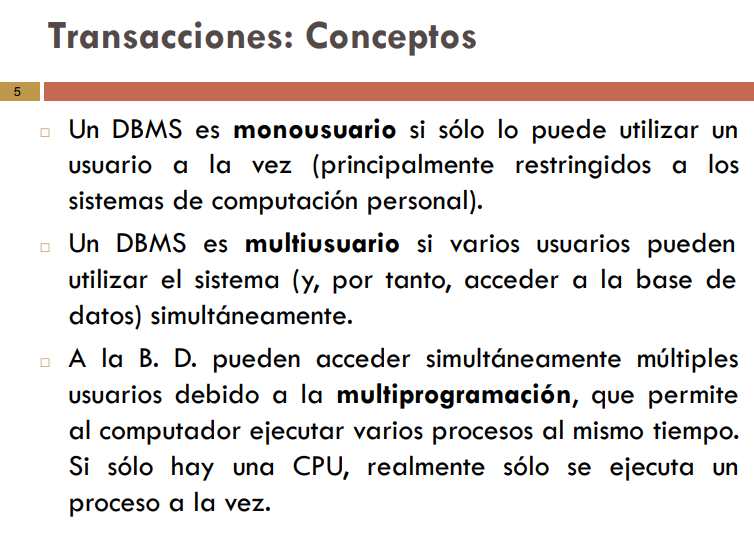 Transacciones: Conceptos
5
Un DBMS es monousuario si sólo lo puede utilizar un
usuario a la vez (principalmente restringidos a los
sistemas de computación personal).
Un DBMS es multiusuario si varios usuarios pueden
utilizar el sistema (y, por tanto, acceder a la base de
datos) simultáneamente.
A la B. D. pueden acceder simultáneamente múltiples
usuarios debido a la multiprogramación, que permite
al computador ejecutar varios procesos al mismo tiempo.
Si sólo hay una CPU, realmente sólo se ejecuta un
proceso a la vez.